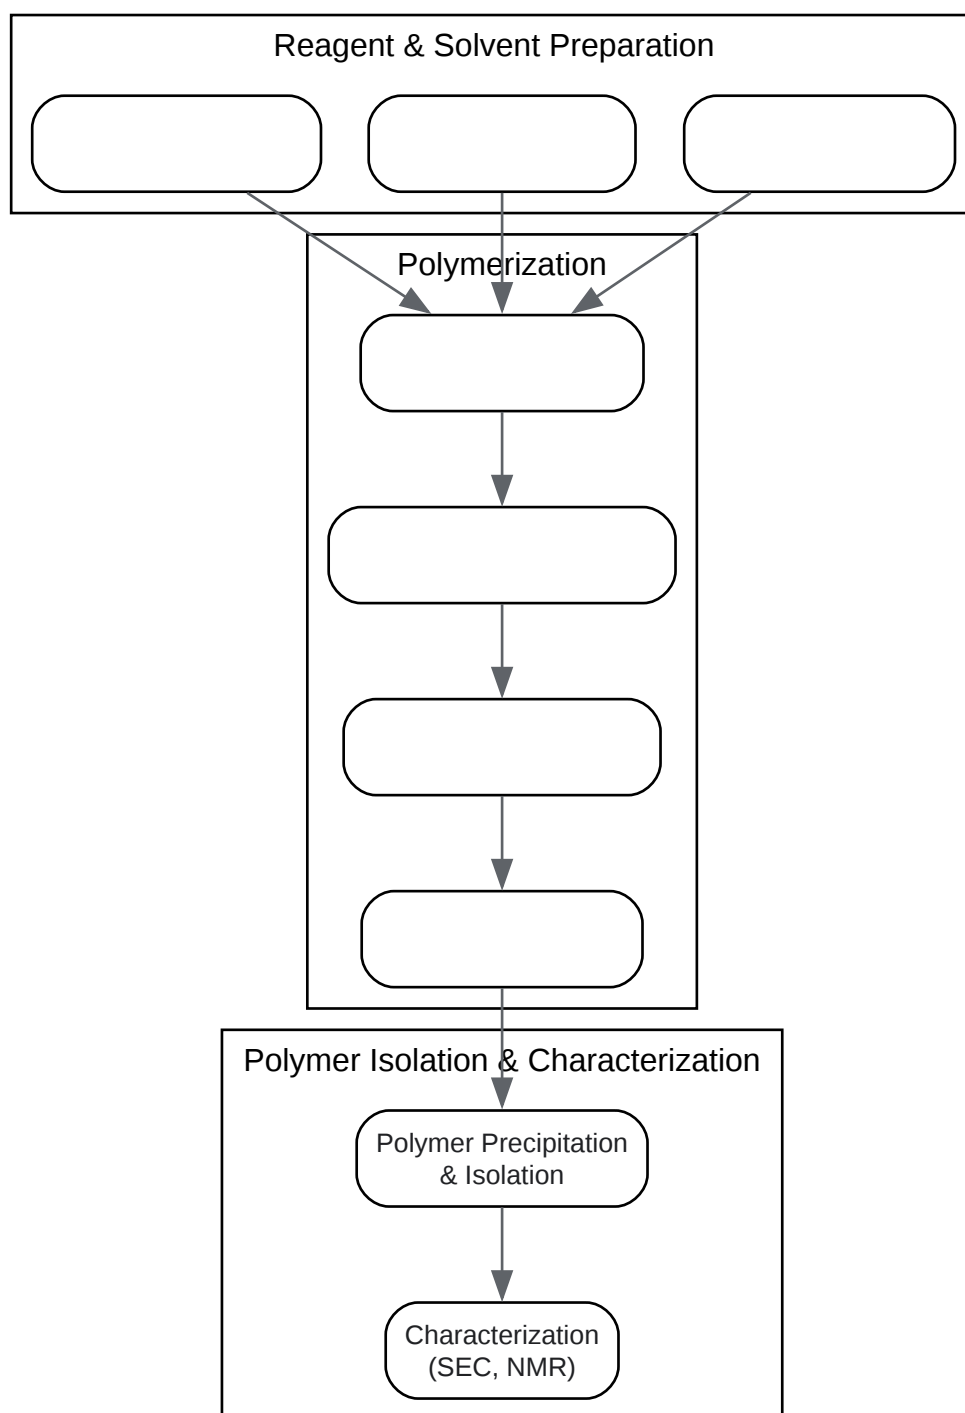 Reagent & Solvent Preparation
Polymerization
Polymer Isolation & Characterization
Polymer Precipitation
& Isolation
Characterization
(SEC, NMR)